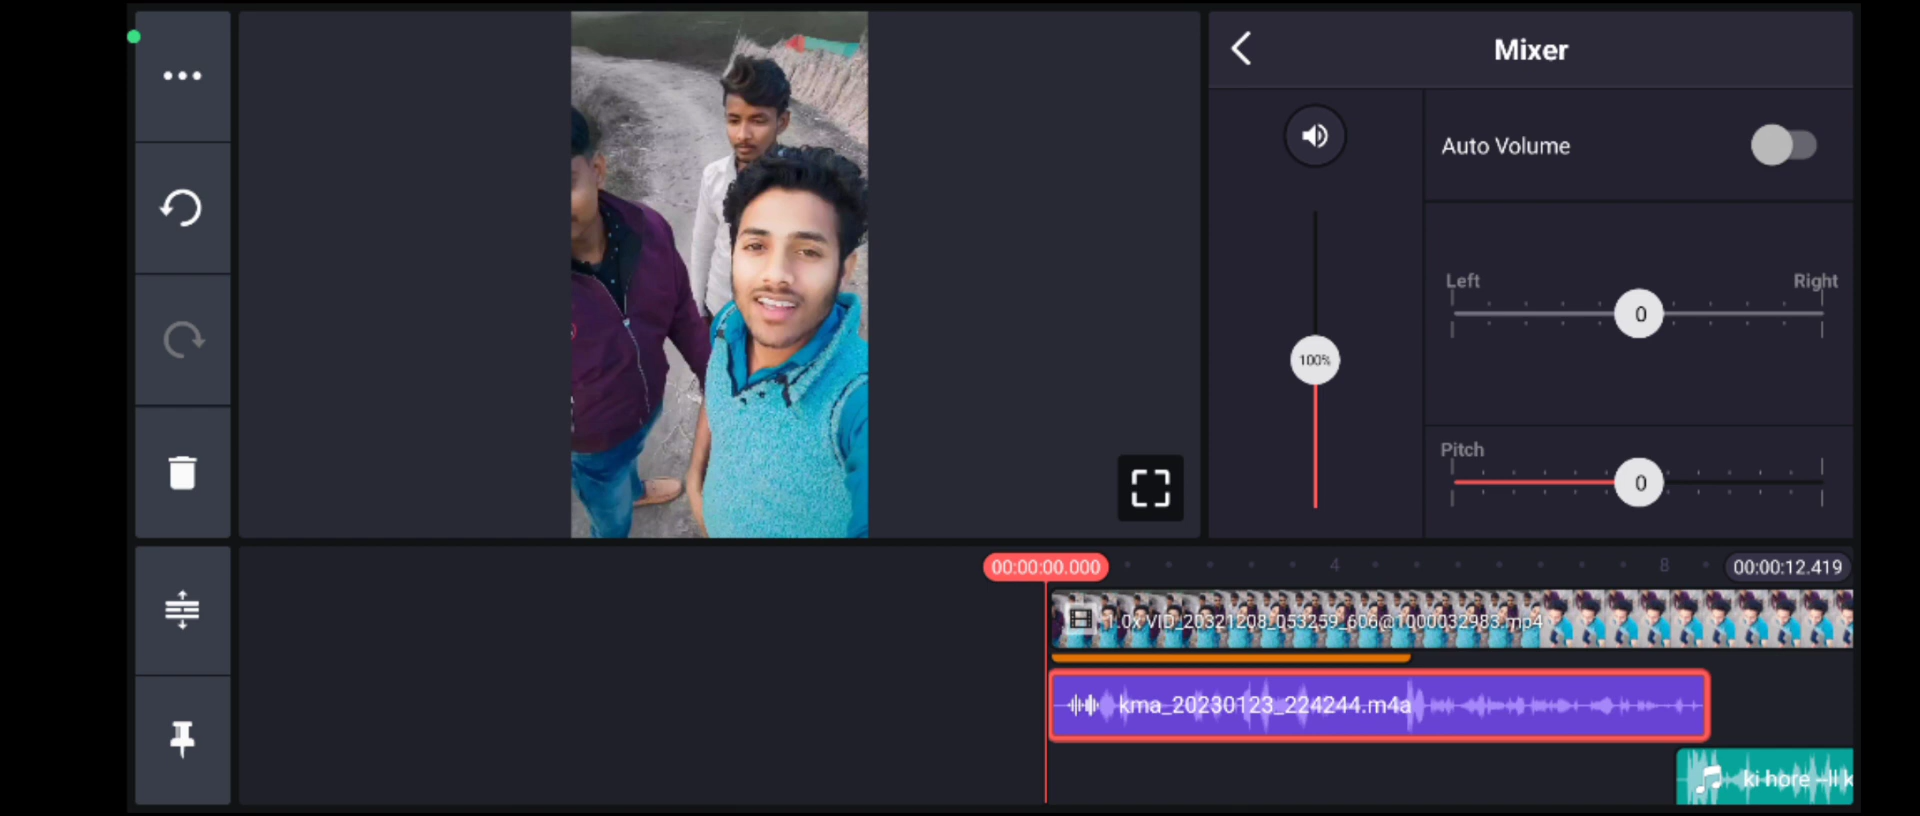 Mixer
Auto Volume
Left
Right
0
100%
Pitch
0
00:00:00.000
4
8
00:00:12.419
1.0x VID_20321208_053259_606@1000032983.mp4
kma_20230123_224244.m4a
ki hore –ll k